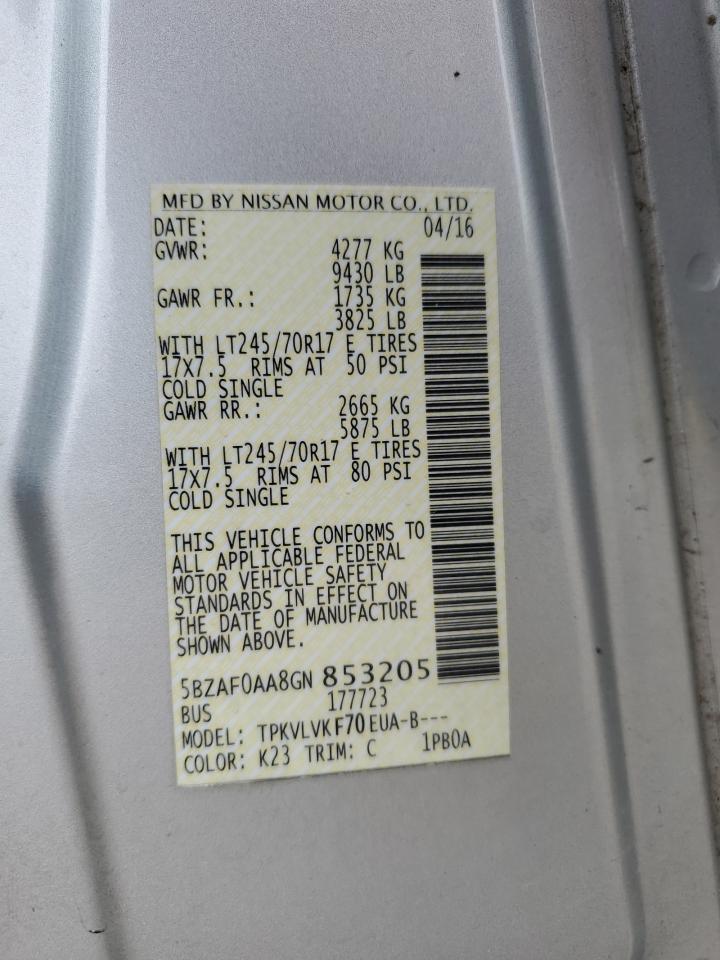 MFD BY NISSAN MOTOR CO., LTD.
DATE: 04/16
GVWR: 4277 KG
9430 LB
GAWR FR.: 1735 KG
3825 LB
WITH LT245/70R17 E TIRES
17X7.5 RIMS AT 50 PSI
COLD SINGLE
GAWR RR.: 2665 KG
5875 LB
WITH LT245/70R17 E TIRES
17X7.5 RIMS AT 80 PSI
COLD SINGLE
THIS VEHICLE CONFORMS TO
ALL APPLICABLE FEDERAL
MOTOR VEHICLE SAFETY
STANDARDS IN EFFECT ON
THE DATE OF MANUFACTURE
SHOWN ABOVE.
5BZAF0AA8GN 853205
BUS 177723
MODEL: TPKVLVKF70EUA-B---
COLOR: K23 TRIM: C 1PB0A